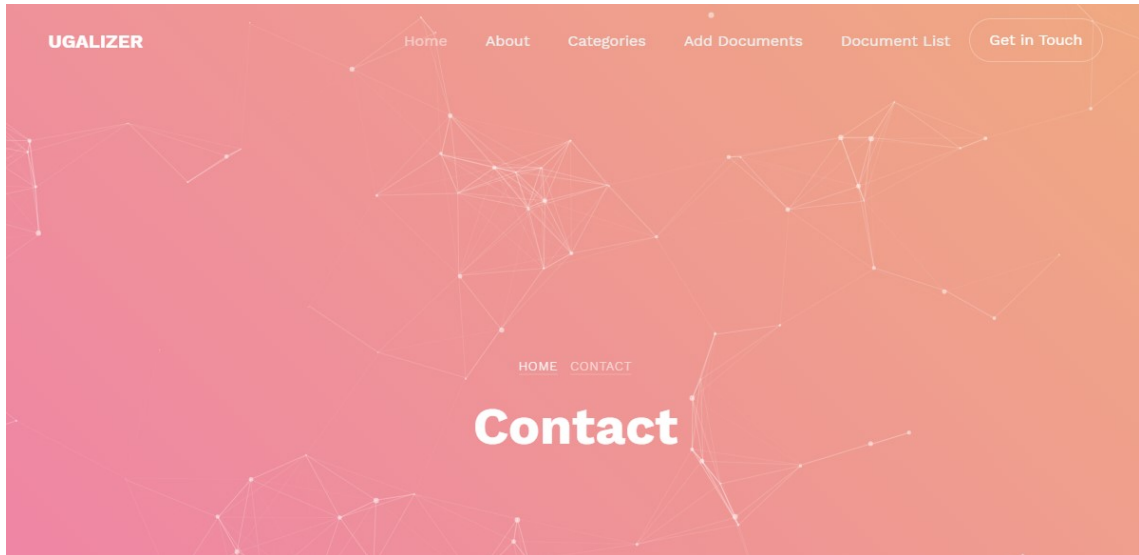 UGALIZER Home About Categories Add Documents Document List Get in Touch
HOME CONTACT
Contact